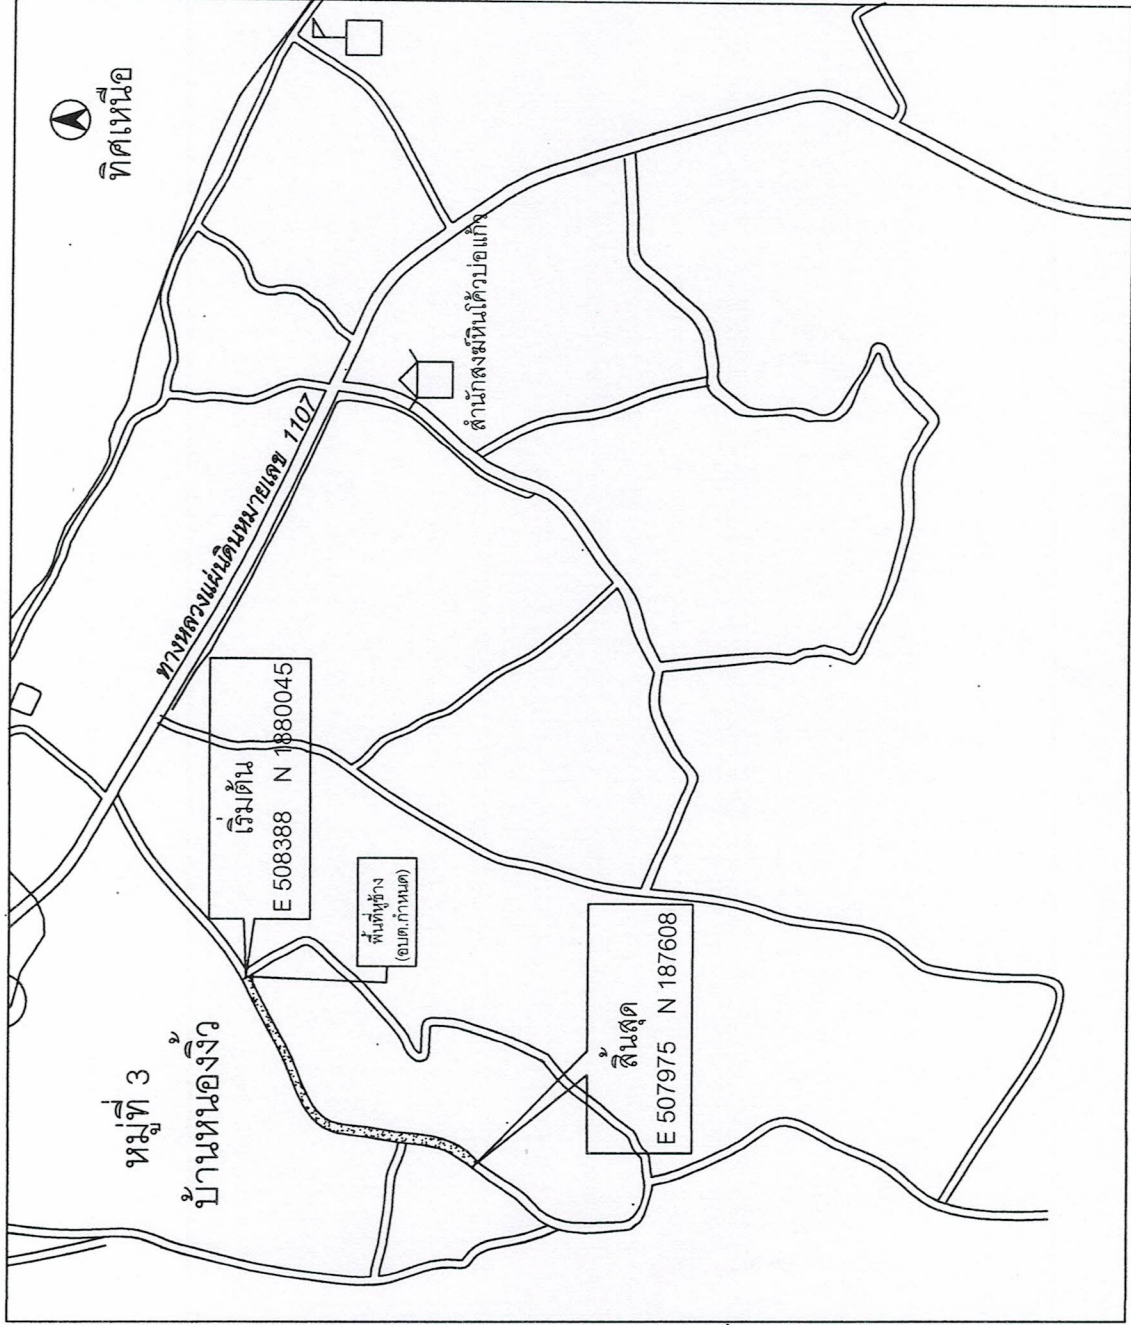 ทิศเหนือ
ทางหลวงแผ่นดินหมายเลข 1107
สำนักสงฆ์หินโค้วบ่อแก้ว
เริ่มต้น
E 508388 N 1880045
พื้นที่หูช้าง
(อบต.กำหนด)
หมู่ที่ 3
บ้านหนองงิ้ว
สิ้นสุด
E 507975 N 187608